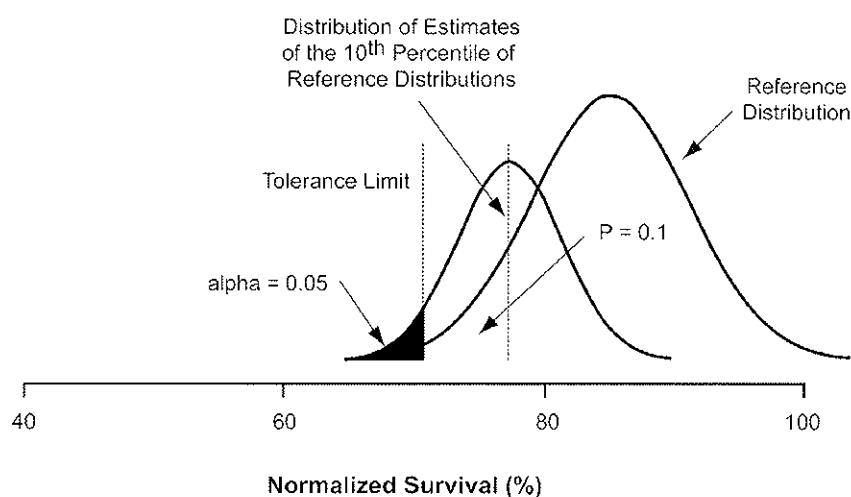 Distribution of Estimates
of the 10th Percentile of
Reference Distributions
Reference
Distribution
Tolerance Limit
P = 0.1
alpha = 0.05
40 60 80 100
Normalized Survival (%)